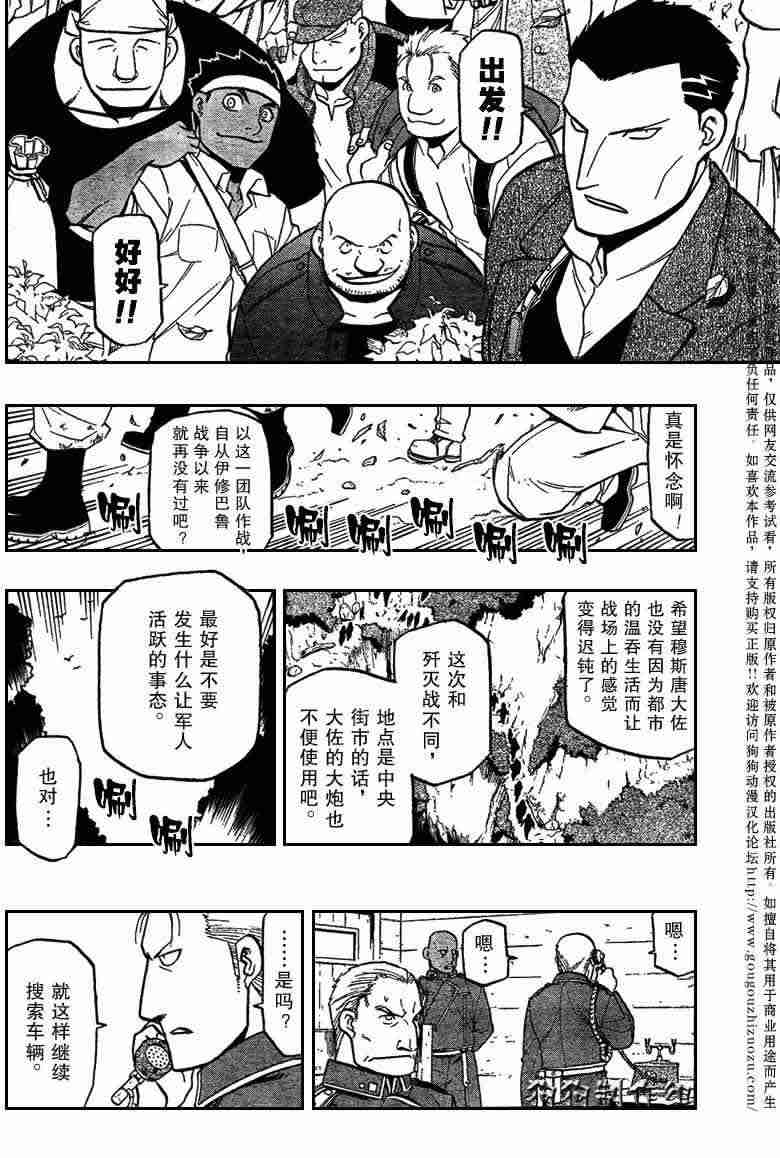 出发!!
好好!!
真是怀念啊!
以这一团队作战
自从伊修巴鲁
战争以来
就再没有过吧?
唰
唰
唰
唰
唰
唰
唰
希望穆斯唐大佐
也没有因为都市
的温吞生活而让
战场上的感觉
变得迟钝了。
这次和
歼灭战不同,
地点是中央
街市的话,
大佐的大炮也
不便使用吧。
最好是不要
发生什么让军人
活跃的事态。
也对…
唰
唰
嗯…
嗯…
……是吗?
就这样继续
搜索车辆。
狗狗制作组
品,仅供网友交流参考试看,所有版权归原作者和被原作者授权的出版社所有。如擅自将其用于商业用途而产生
负任何责任.如喜欢本作品,请支持购买正版!!欢迎访问狗狗动漫汉化论坛http://www.gougouzhizuozu.com/